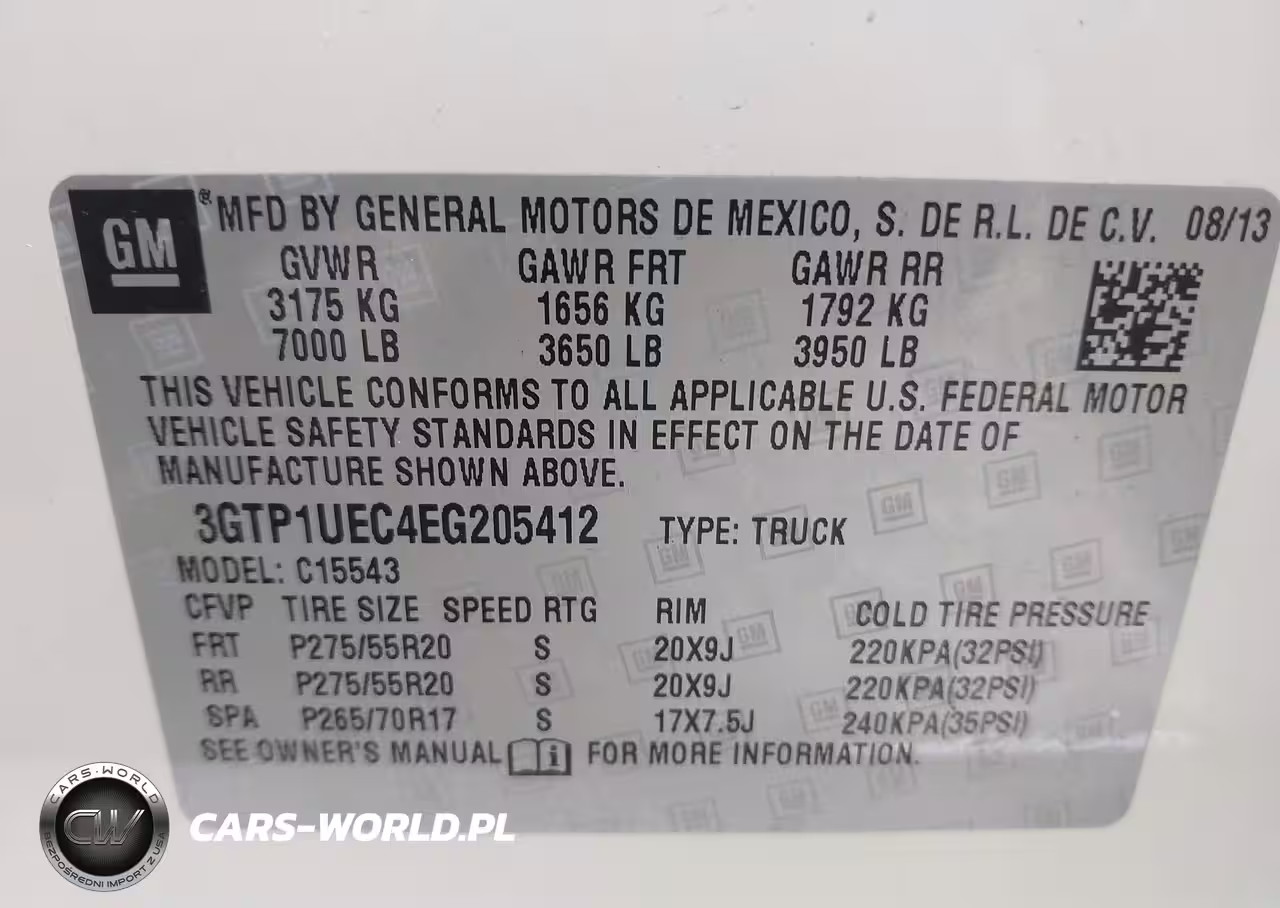 GM ® MFD BY GENERAL MOTORS DE MEXICO, S. DE R.L. DE C.V. 08/13
GVWR GAWR FRT GAWR RR
3175 KG 1656 KG 1792 KG
7000 LB 3650 LB 3950 LB
THIS VEHICLE CONFORMS TO ALL APPLICABLE U.S. FEDERAL MOTOR
VEHICLE SAFETY STANDARDS IN EFFECT ON THE DATE OF
MANUFACTURE SHOWN ABOVE.
3GTP1UEC4EG205412 TYPE: TRUCK
MODEL: C15543
CFVP TIRE SIZE SPEED RTG RIM COLD TIRE PRESSURE
FRT P275/55R20 S 20X9J 220KPA(32PSI)
RR P275/55R20 S 20X9J 220KPA(32PSI)
SPA P265/70R17 S 17X7.5J 240KPA(35PSI)
SEE OWNER'S MANUAL i FOR MORE INFORMATION.
CARS-WORLD
CW
BEZPOŚREDNI IMPORT Z USA
CARS-WORLD.PL